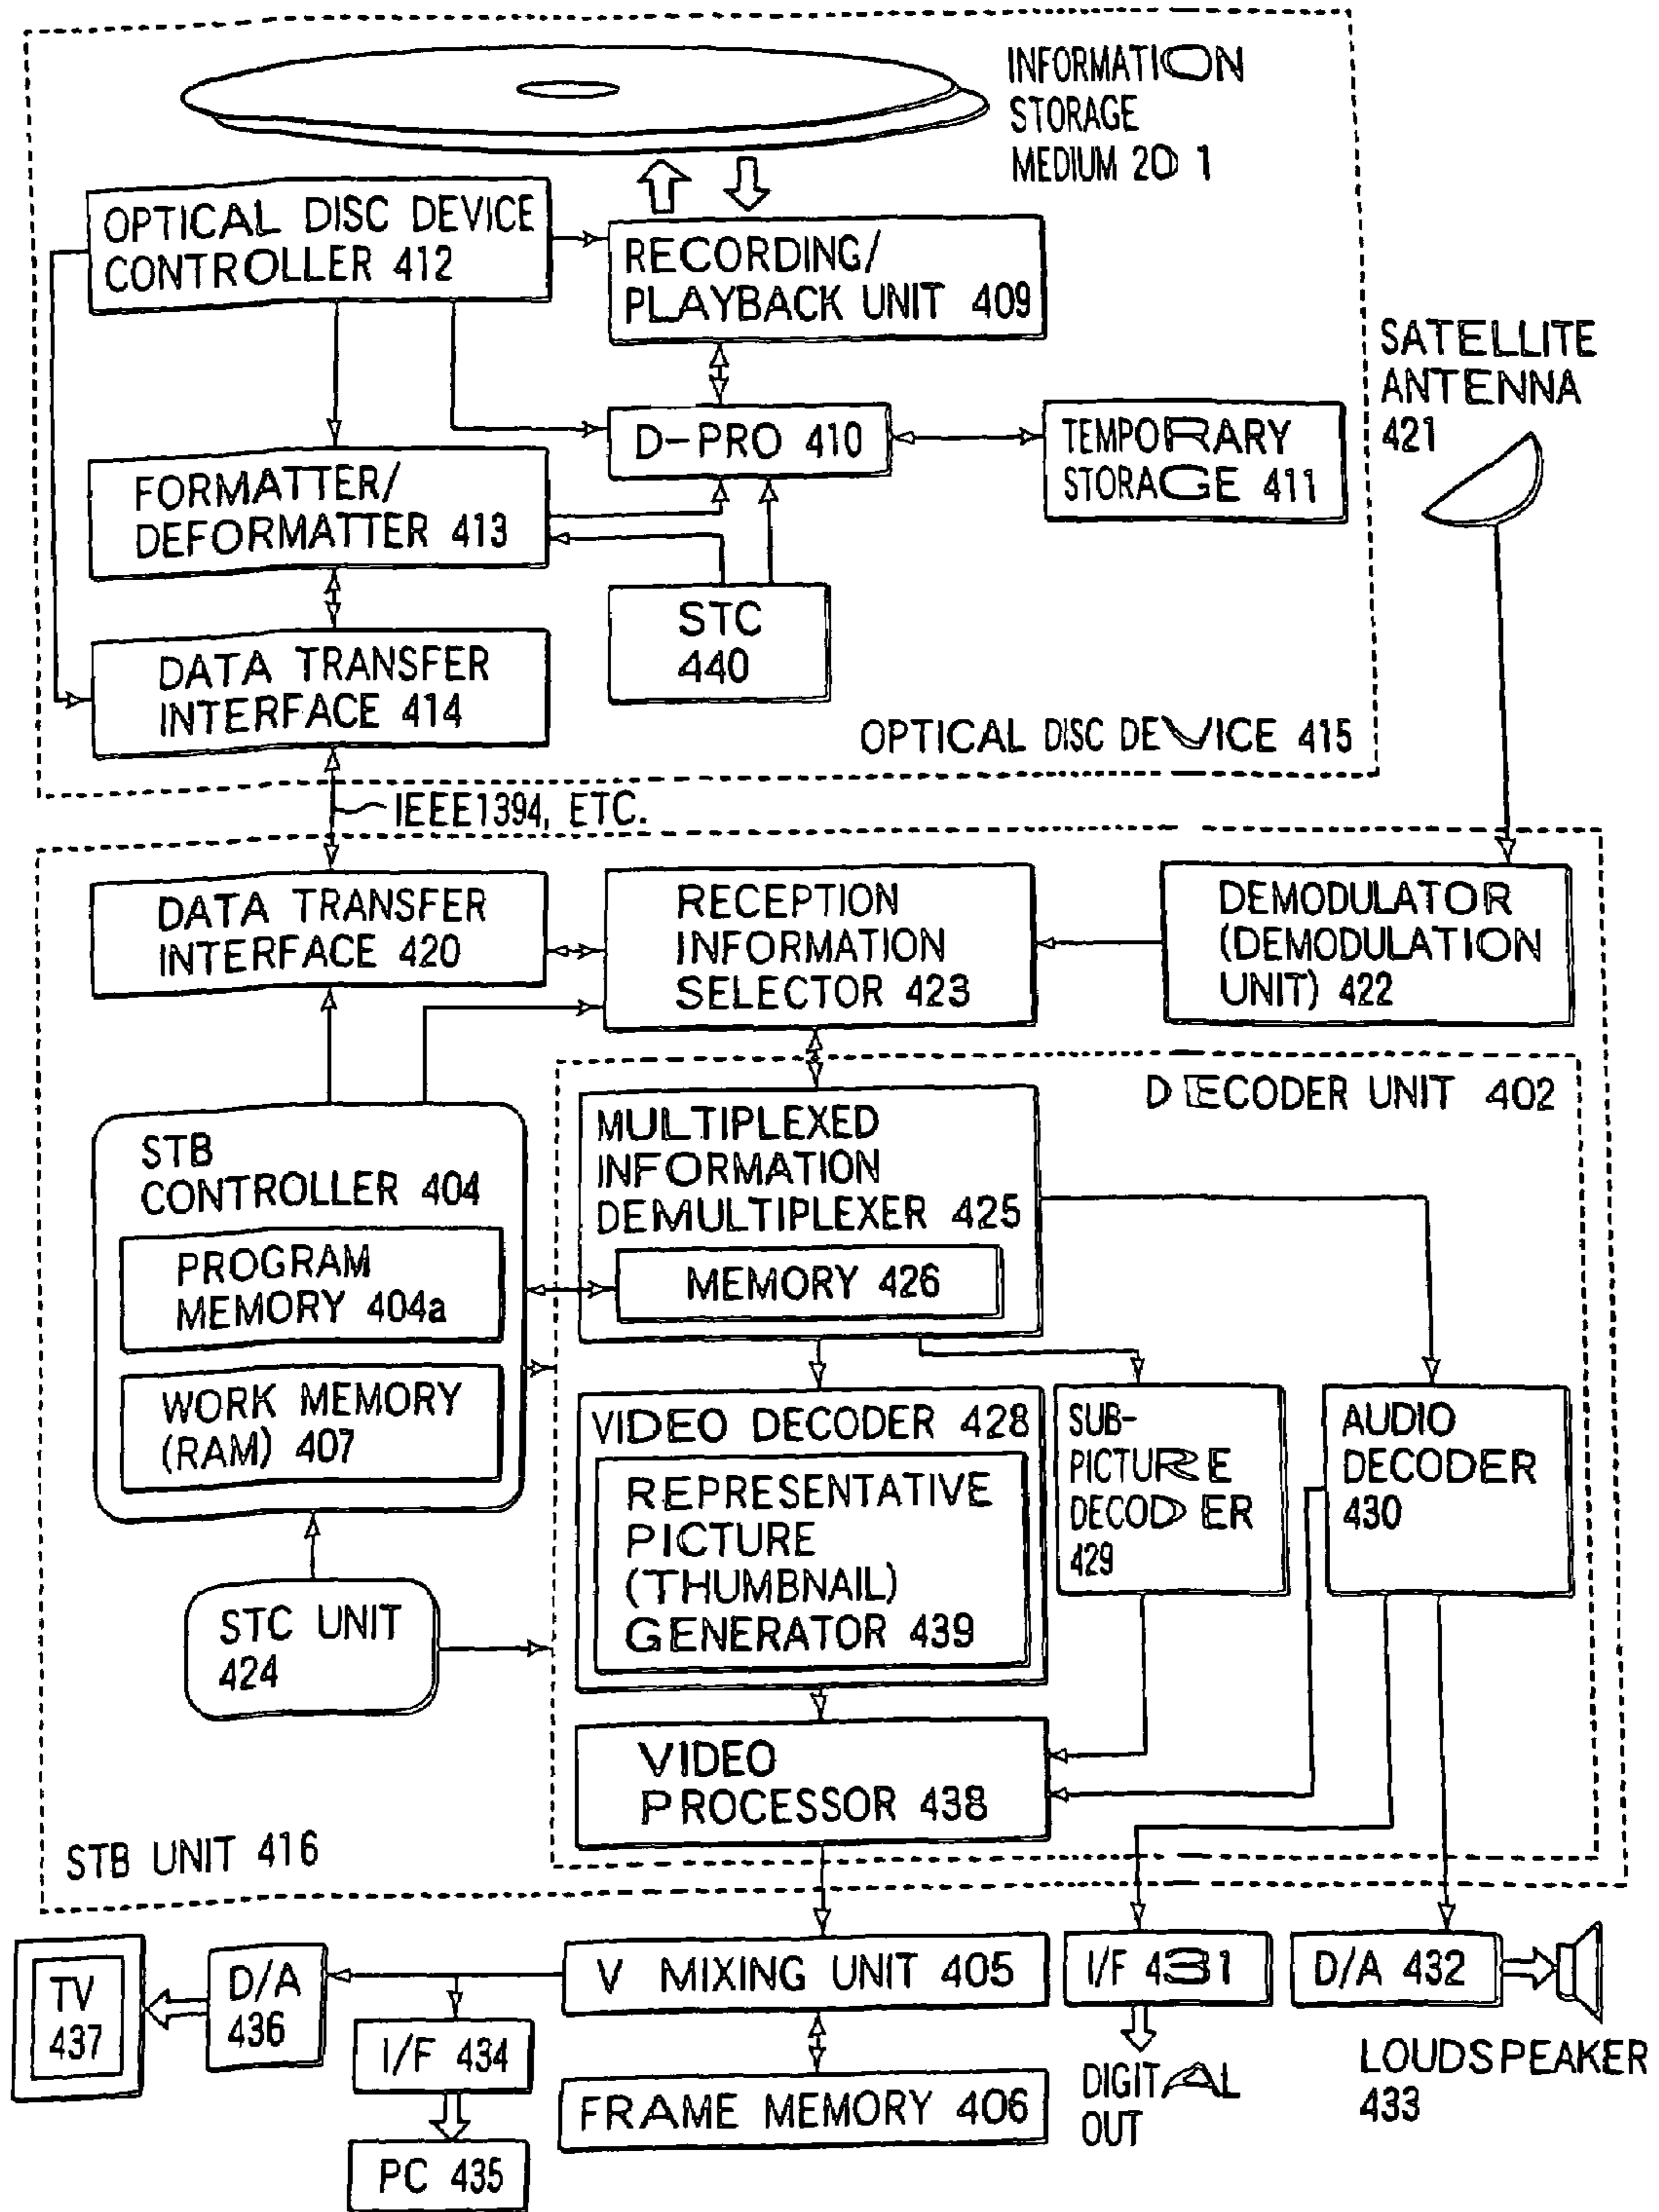 INFORMATION
STORAGE
MEDIUM 201
OPTICAL DISC DEVICE
CONTROLLER 412
RECORDING/
PLAYBACK UNIT 409
SATELLITE
ANTENNA
421
D-PRO 410
TEMPORARY
STORAGE 411
FORMATTER/
DEFORMATTER 413
STC
440
DATA TRANSFER
INTERFACE 414
OPTICAL DISC DEVICE 415
IEEE1394, ETC.
DATA TRANSFER
INTERFACE 420
RECEPTION
INFORMATION
SELECTOR 423
DEMODULATOR
(DEMODULATION
UNIT) 422
DECODER UNIT 402
STB
CONTROLLER 404
PROGRAM
MEMORY 404a
WORK MEMORY
(RAM) 407
MULTIPLEXED
INFORMATION
DEMULTIPLEXER 425
MEMORY 426
VIDEO DECODER 428
REPRESENTATIVE
PICTURE
(THUMBNAIL)
GENERATOR 439
SUB-
PICTURE
DECODER
429
AUDIO
DECODER
430
STC UNIT
424
VIDEO
PROCESSOR 438
STB UNIT 416
TV
437
D/A
436
V MIXING UNIT 405
I/F 431
D/A 432
I/F 434
FRAME MEMORY 406
DIGITAL
OUT
LOUDSPEAKER
433
PC 435